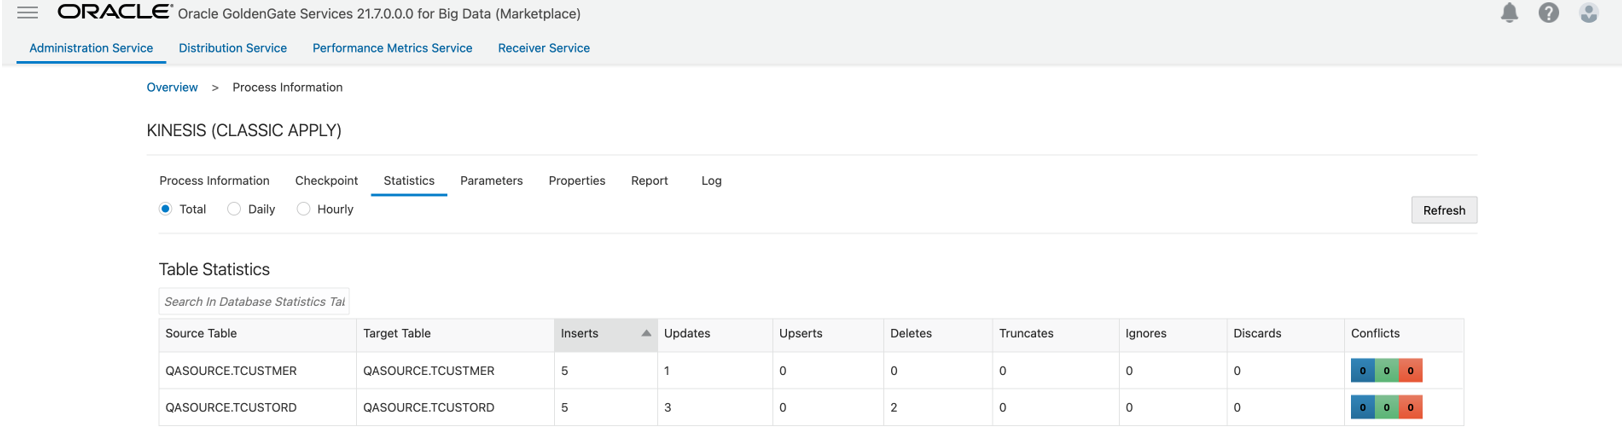 ORACLE® Oracle GoldenGate Services 21.7.0.0.0 for Big Data (Marketplace)
Administration Service Distribution Service Performance Metrics Service Receiver Service
Overview > Process Information
KINESIS (CLASSIC APPLY)
Process Information Checkpoint Statistics Parameters Properties Report Log
Total Daily Hourly
Refresh
Table Statistics
Search In Database Statistics Tal
Source Table Target Table Inserts Updates Upserts Deletes Truncates Ignores Discards Conflicts
QASOURCE.TCUSTMER QASOURCE.TCUSTMER 5 1 0 0 0 0 0 0 0 0
QASOURCE.TCUSTORD QASOURCE.TCUSTORD 5 3 0 2 0 0 0 0 0 0